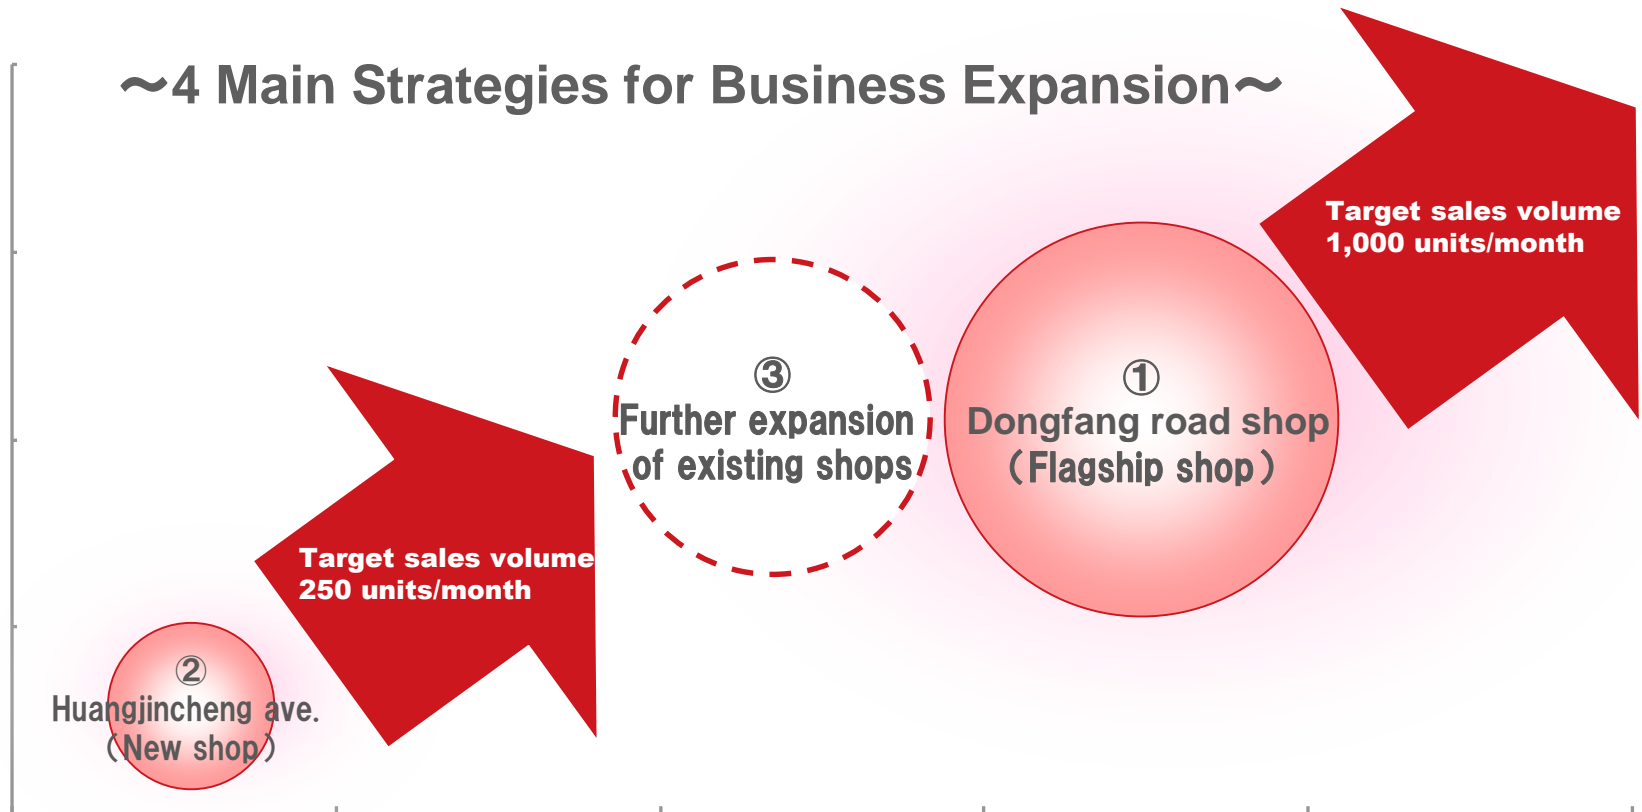 ～4 Main Strategies for Business Expansion～
Target sales volume
1,000 units/month
③
Further expansion
of existing shops
①
Dongfang road shop
（Flagship shop）
Target sales volume
250 units/month
②
Huangjincheng ave.
（New shop）